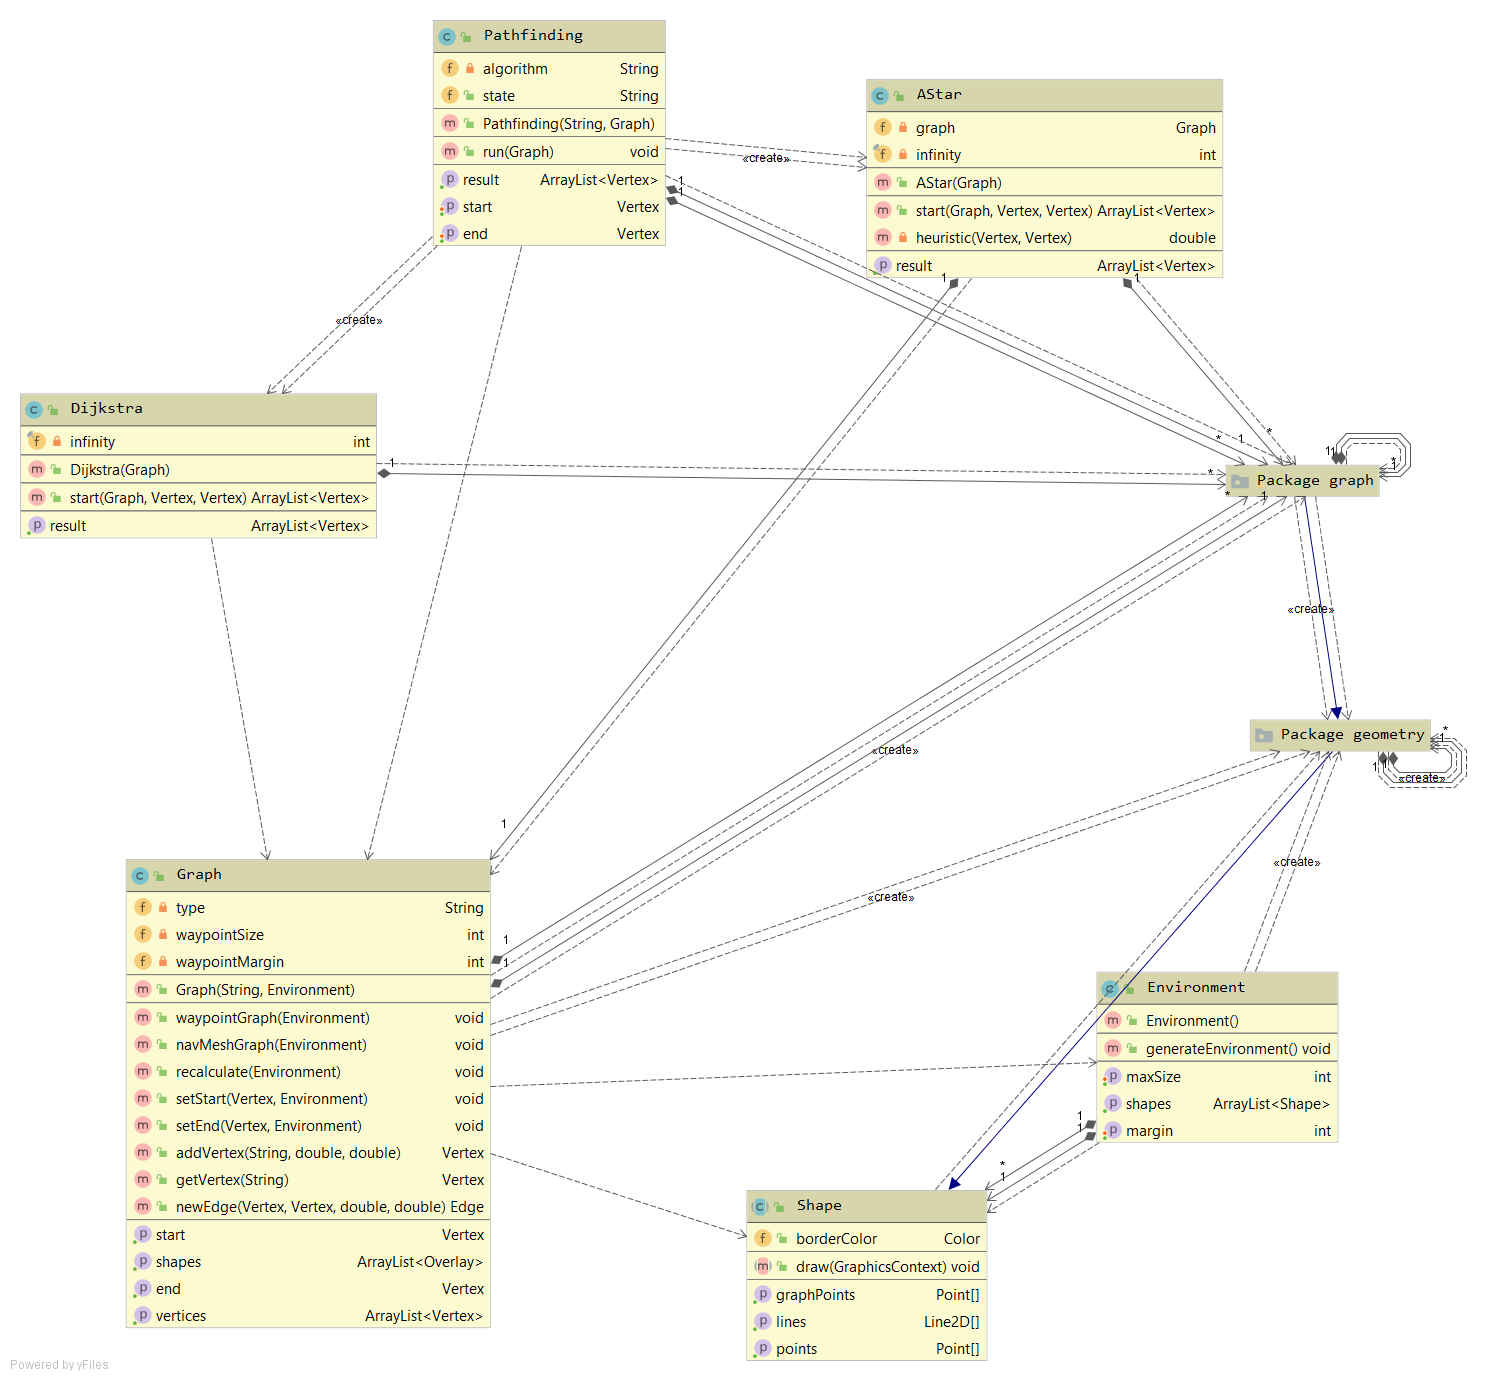 Pathfinding
algorithm String
state String
Pathfinding(String, Graph)
run(Graph) void
result ArrayList<Vertex>
start Vertex
end Vertex
AStar
graph Graph
infinity int
AStar(Graph)
start(Graph, Vertex, Vertex) ArrayList<Vertex>
heuristic(Vertex, Vertex) double
result ArrayList<Vertex>
«create»
1
1
1
1
«create»
Dijkstra
infinity int
Dijkstra(Graph)
start(Graph, Vertex, Vertex) ArrayList<Vertex>
result ArrayList<Vertex>
1
* 1 *
1 1 * 1
*
Package graph
* 1
«create»
Package geometry
* 1
1 1
«create»
«create»
1
«create»
«create»
Graph
type String
waypointSize int
waypointMargin int
Graph(String, Environment)
waypointGraph(Environment) void
navMeshGraph(Environment) void
recalculate(Environment) void
setStart(Vertex, Environment) void
setEnd(Vertex, Environment) void
addVertex(String, double, double) Vertex
getVertex(String) Vertex
newEdge(Vertex, Vertex, double, double) Edge
start Vertex
shapes ArrayList<Overlay>
end Vertex
vertices ArrayList<Vertex>
1
1
Environment
Environment()
generateEnvironment() void
maxSize int
shapes ArrayList<Shape>
margin int
1
1
*
1
Shape
borderColor Color
draw(GraphicsContext) void
graphPoints Point[]
lines Line2D[]
points Point[]
Powered by yFiles